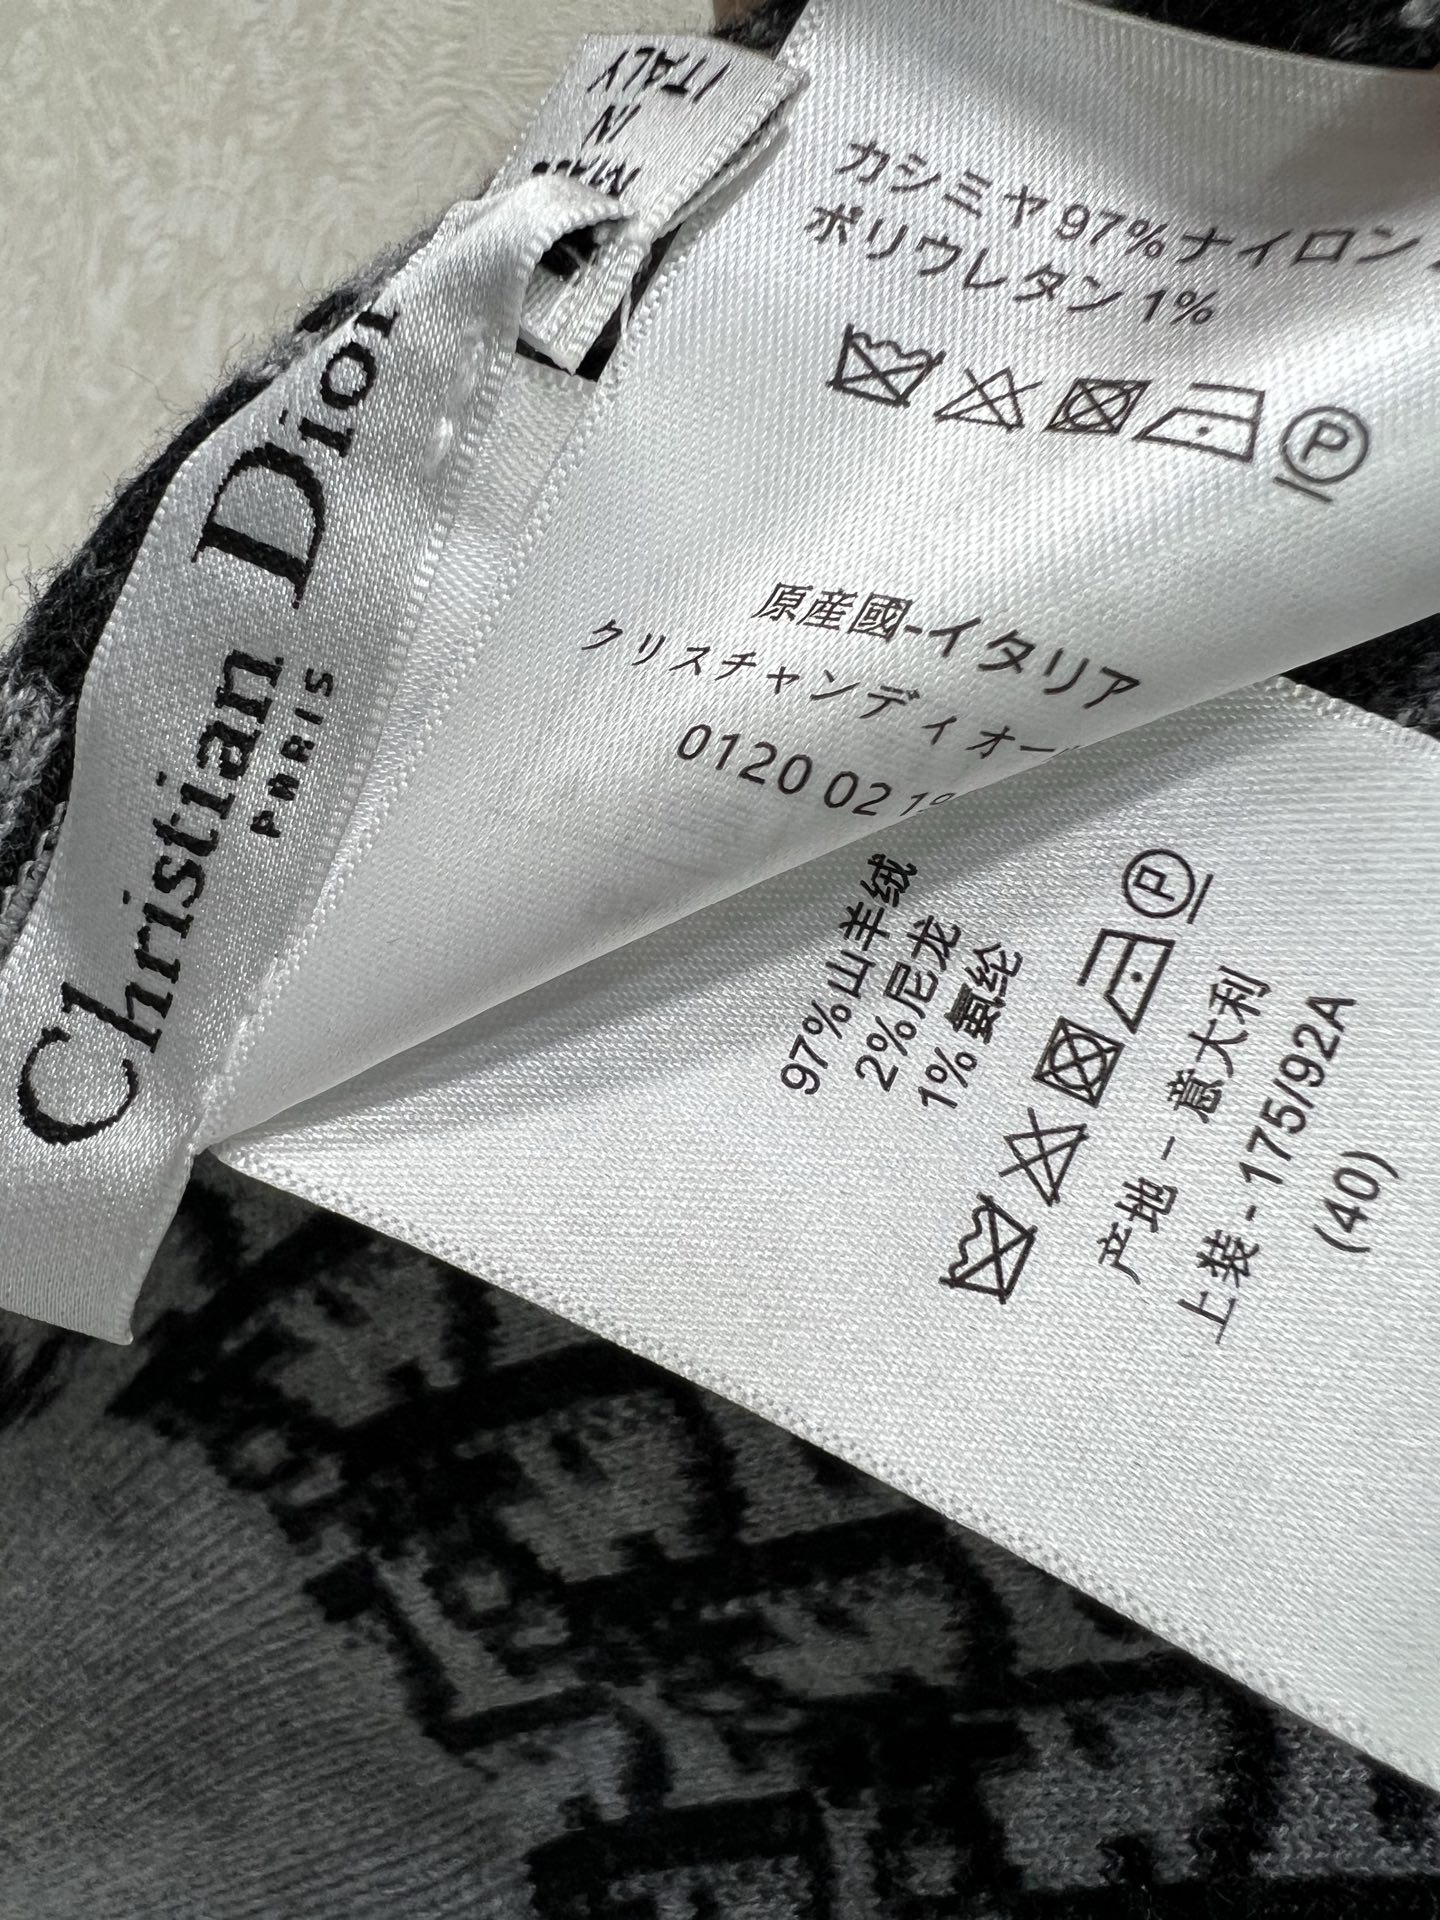 Christian Dior
PARIS
IN
ITALY
カシミヤ 97% ナイロン
ポリウレタン 1%
P
原産國-イタリア
クリスチャンディオー
0120 02
97%山羊绒
2%尼龙
1%氨纶
P
产地 - 意大利
上装 - 175/92A
(40)